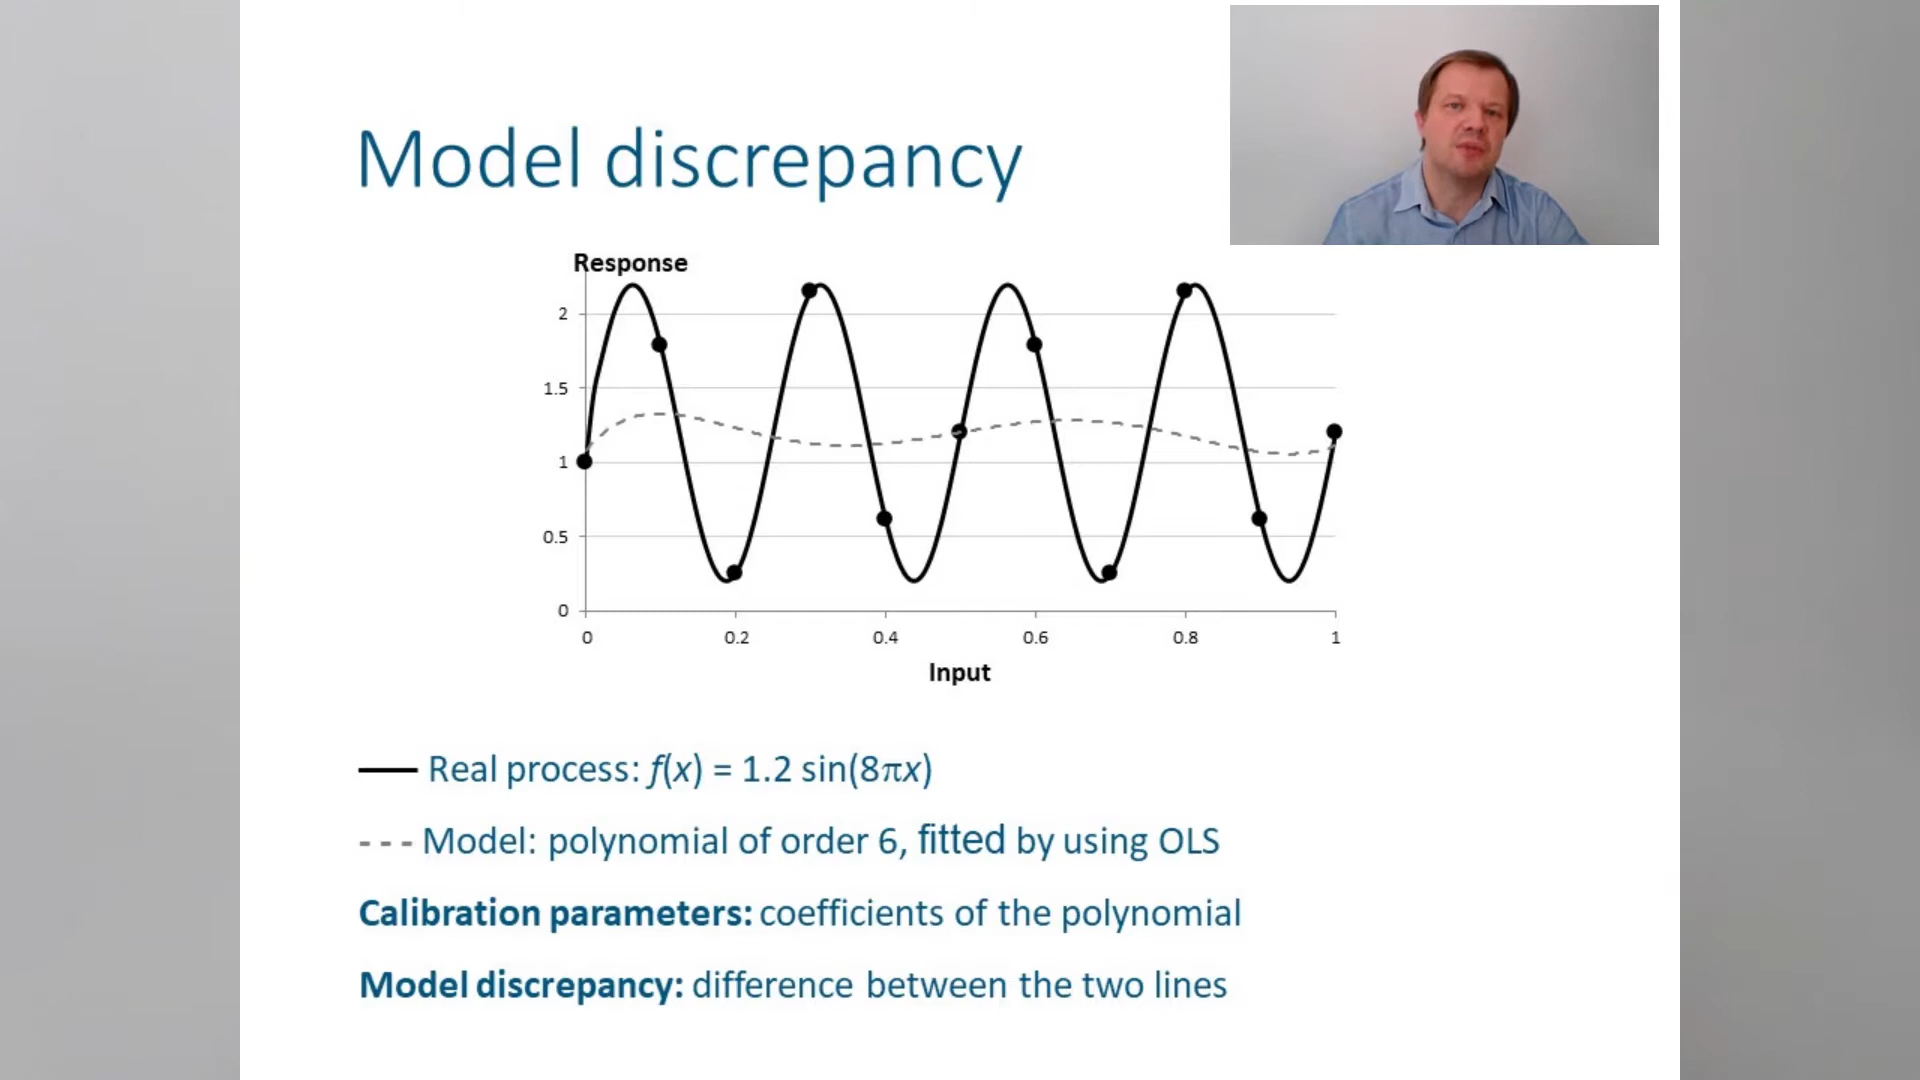 Model discrepancy
Response
2
1.5
1
0.5
0
0 0.2 0.4 0.6 0.8 1
Input
Real process: f(x) = 1.2 sin(8πx)
Model: polynomial of order 6, fitted by using OLS
Calibration parameters: coefficients of the polynomial
Model discrepancy: difference between the two lines